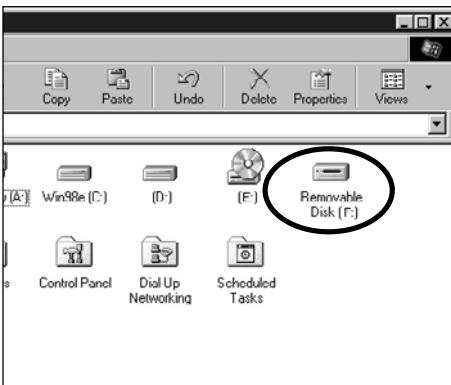 Copy Paste Undo Delete Properties Views
(A:) Win98e (C:) (D:) (E:) Removable
Disk (F:)
s Control Panel Dial Up Scheduled
Networking Tasks